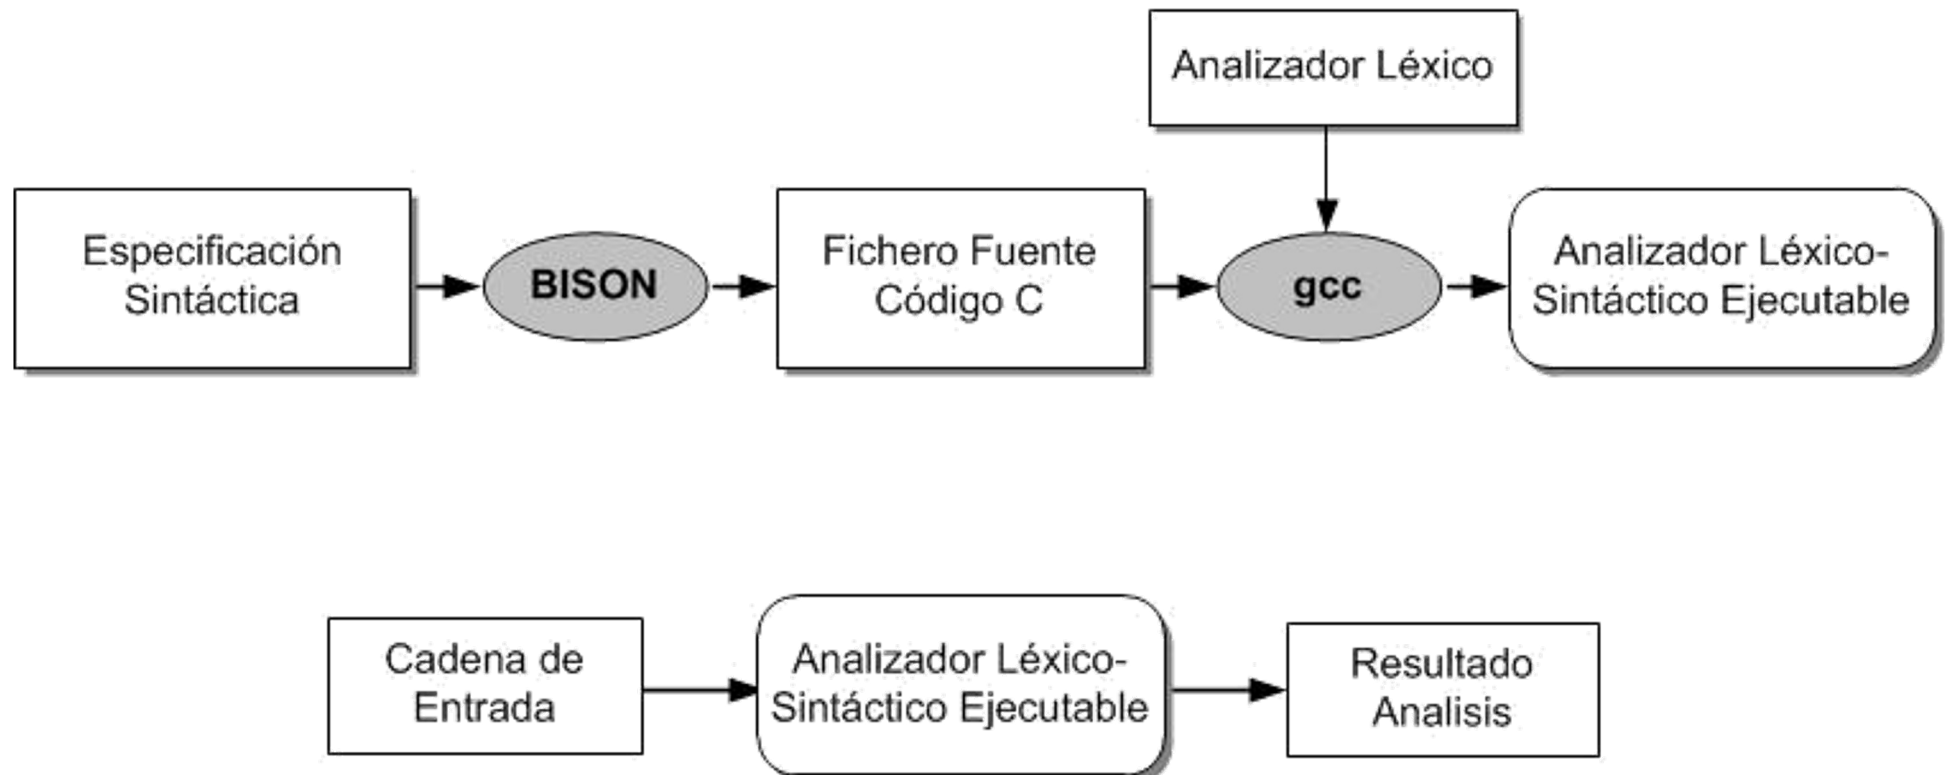 Analizador Léxico
Especificación
Sintáctica
BISON
Fichero Fuente
Código C
gcc
Analizador Léxico-
Sintáctico Ejecutable
Cadena de
Entrada
Analizador Léxico-
Sintáctico Ejecutable
Resultado
Analisis